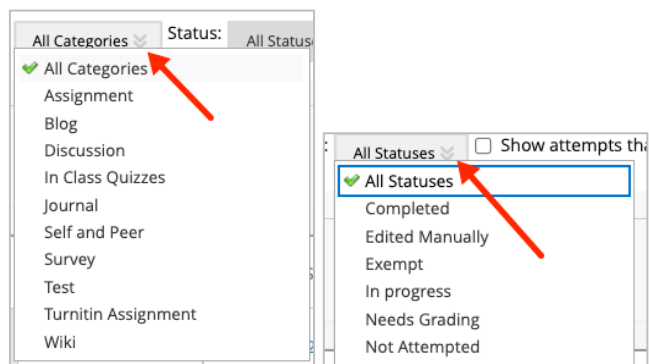 All Categories Status: All Status
All Categories
Assignment
Blog
Discussion
In Class Quizzes
Journal
Self and Peer
Survey
Test
Turnitin Assignment
Wiki
: All Statuses Show attempts tha
All Statuses
Completed
Edited Manually
Exempt
In progress
Needs Grading
Not Attempted